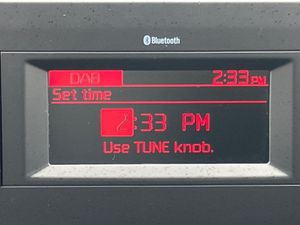 Bluetooth
DAB 2:33 PM
Set time
2:33 PM
Use TUNE knob.